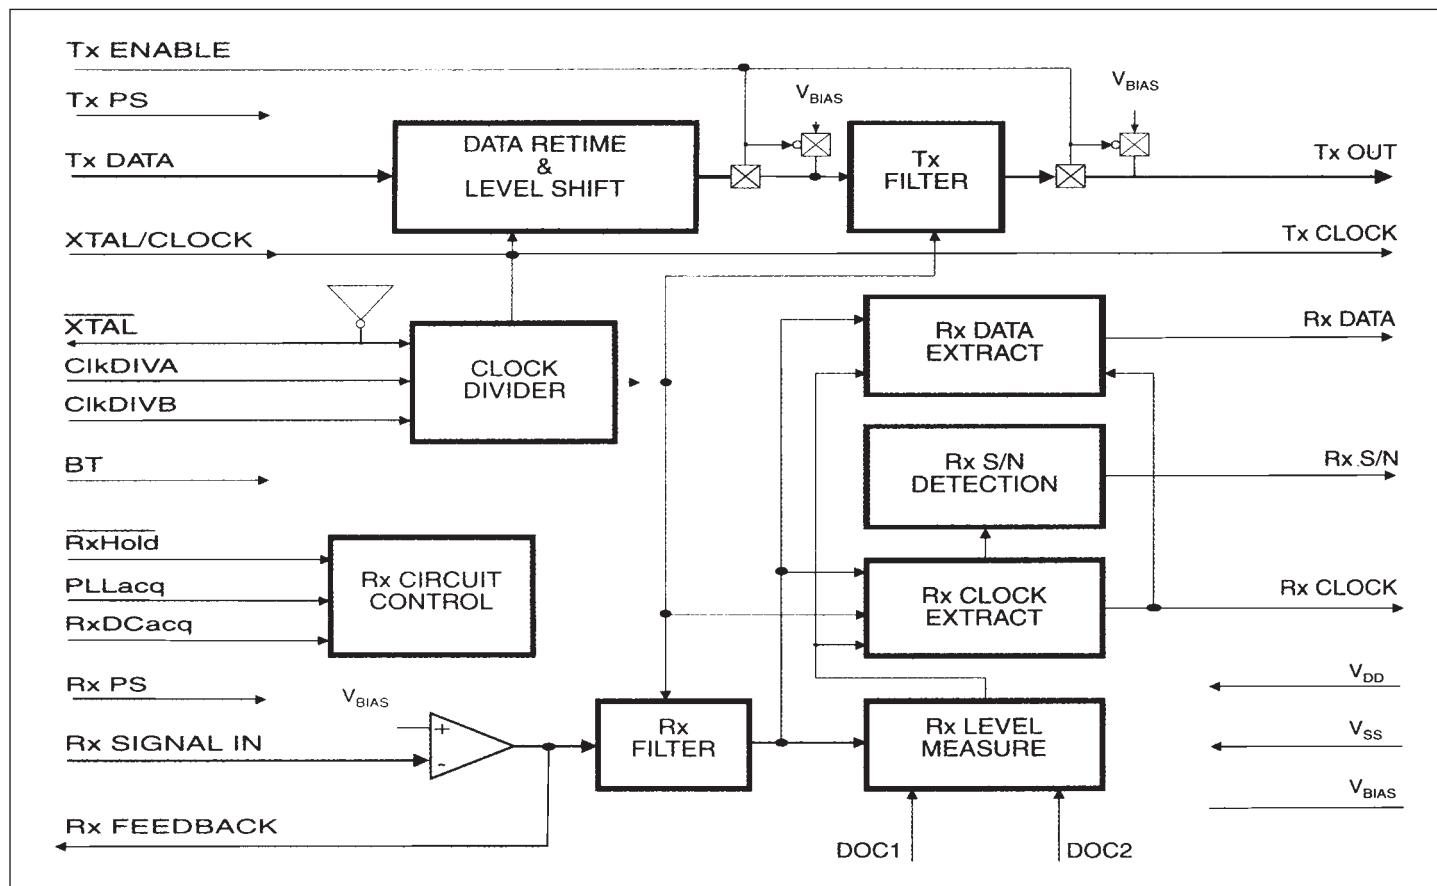 Tx ENABLE
Tx PS
VBIAS
VBIAS
DATA RETIME
&
LEVEL SHIFT
Tx DATA
Tx
FILTER
Tx OUT
XTAL/CLOCK
Tx CLOCK
XTAL
ClkDIVA
ClkDIVB
CLOCK
DIVIDER
Rx DATA
EXTRACT
Rx DATA
BT
Rx S/N
DETECTION
Rx S/N
RxHold
PLLacq
RxDCacq
Rx CIRCUIT
CONTROL
Rx CLOCK
EXTRACT
Rx CLOCK
Rx PS
VBIAS
+
-
Rx SIGNAL IN
Rx
FILTER
Rx LEVEL
MEASURE
VDD
VSS
VBIAS
Rx FEEDBACK
DOC1
DOC2